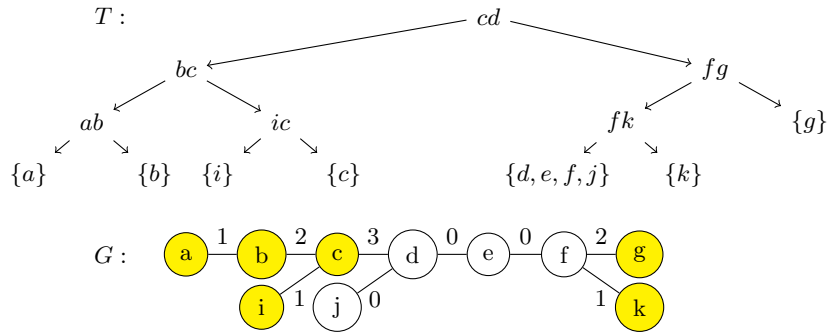 T : cd
bc fg
ab ic fk {g}
{a} {b} {i} {c} {d, e, f, j} {k}
1 2 3 0 0 2
G : a b c d e f g
i 1 j 0 1 k